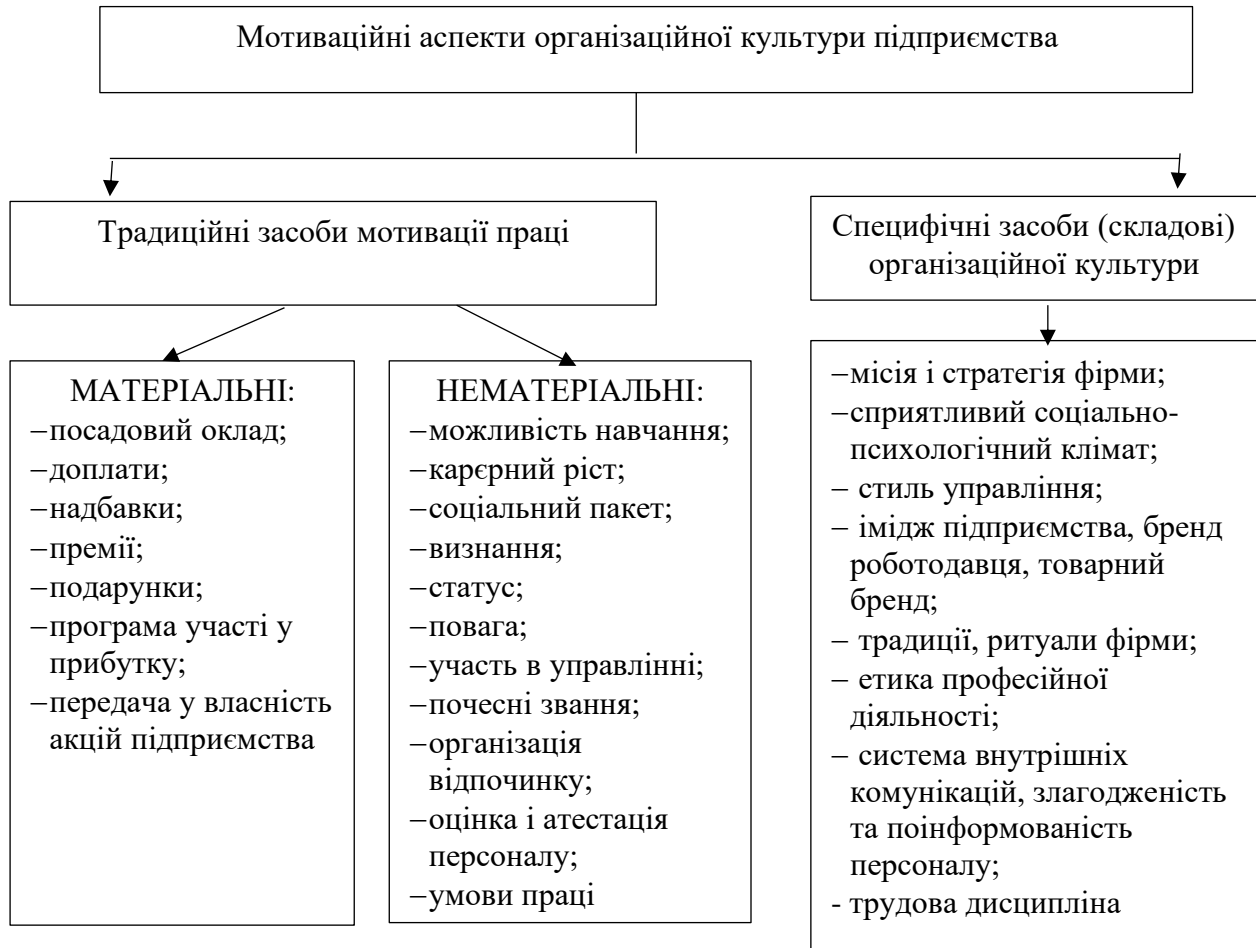 Мотиваційні аспекти організаційної культури підприємства
Традиційні засоби мотивації праці
Специфічні засоби (складові)
організаційної культури
МАТЕРІАЛЬНІ:
–посадовий оклад;
–доплати;
–надбавки;
–премії;
–подарунки;
–програма участі у
прибутку;
–передача у власність
акцій підприємства
НЕМАТЕРІАЛЬНІ:
–можливість навчання;
–карєрний ріст;
–соціальний пакет;
–визнання;
–статус;
–повага;
–участь в управлінні;
–почесні звання;
–організація
відпочинку;
–оцінка і атестація
персоналу;
–умови праці
–місія і стратегія фірми;
–сприятливий соціально-
психологічний клімат;
– стиль управління;
– імідж підприємства, бренд
роботодавця, товарний
бренд;
– традиції, ритуали фірми;
– етика професійної
діяльності;
– система внутрішніх
комунікацій, злагодженість
та поінформованість
персоналу;
- трудова дисципліна